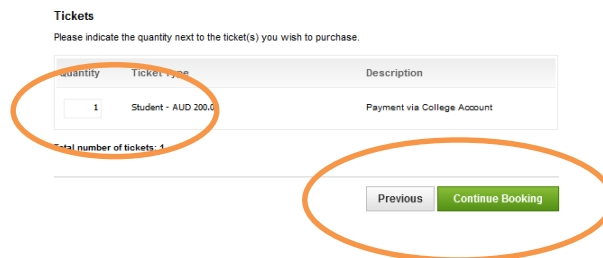 Tickets
Please indicate the quantity next to the ticket(s) you wish to purchase.
Quantity Ticket Type Description
1 Student - AUD 200.0 Payment via College Account
Total number of tickets: 1
Previous Continue Booking